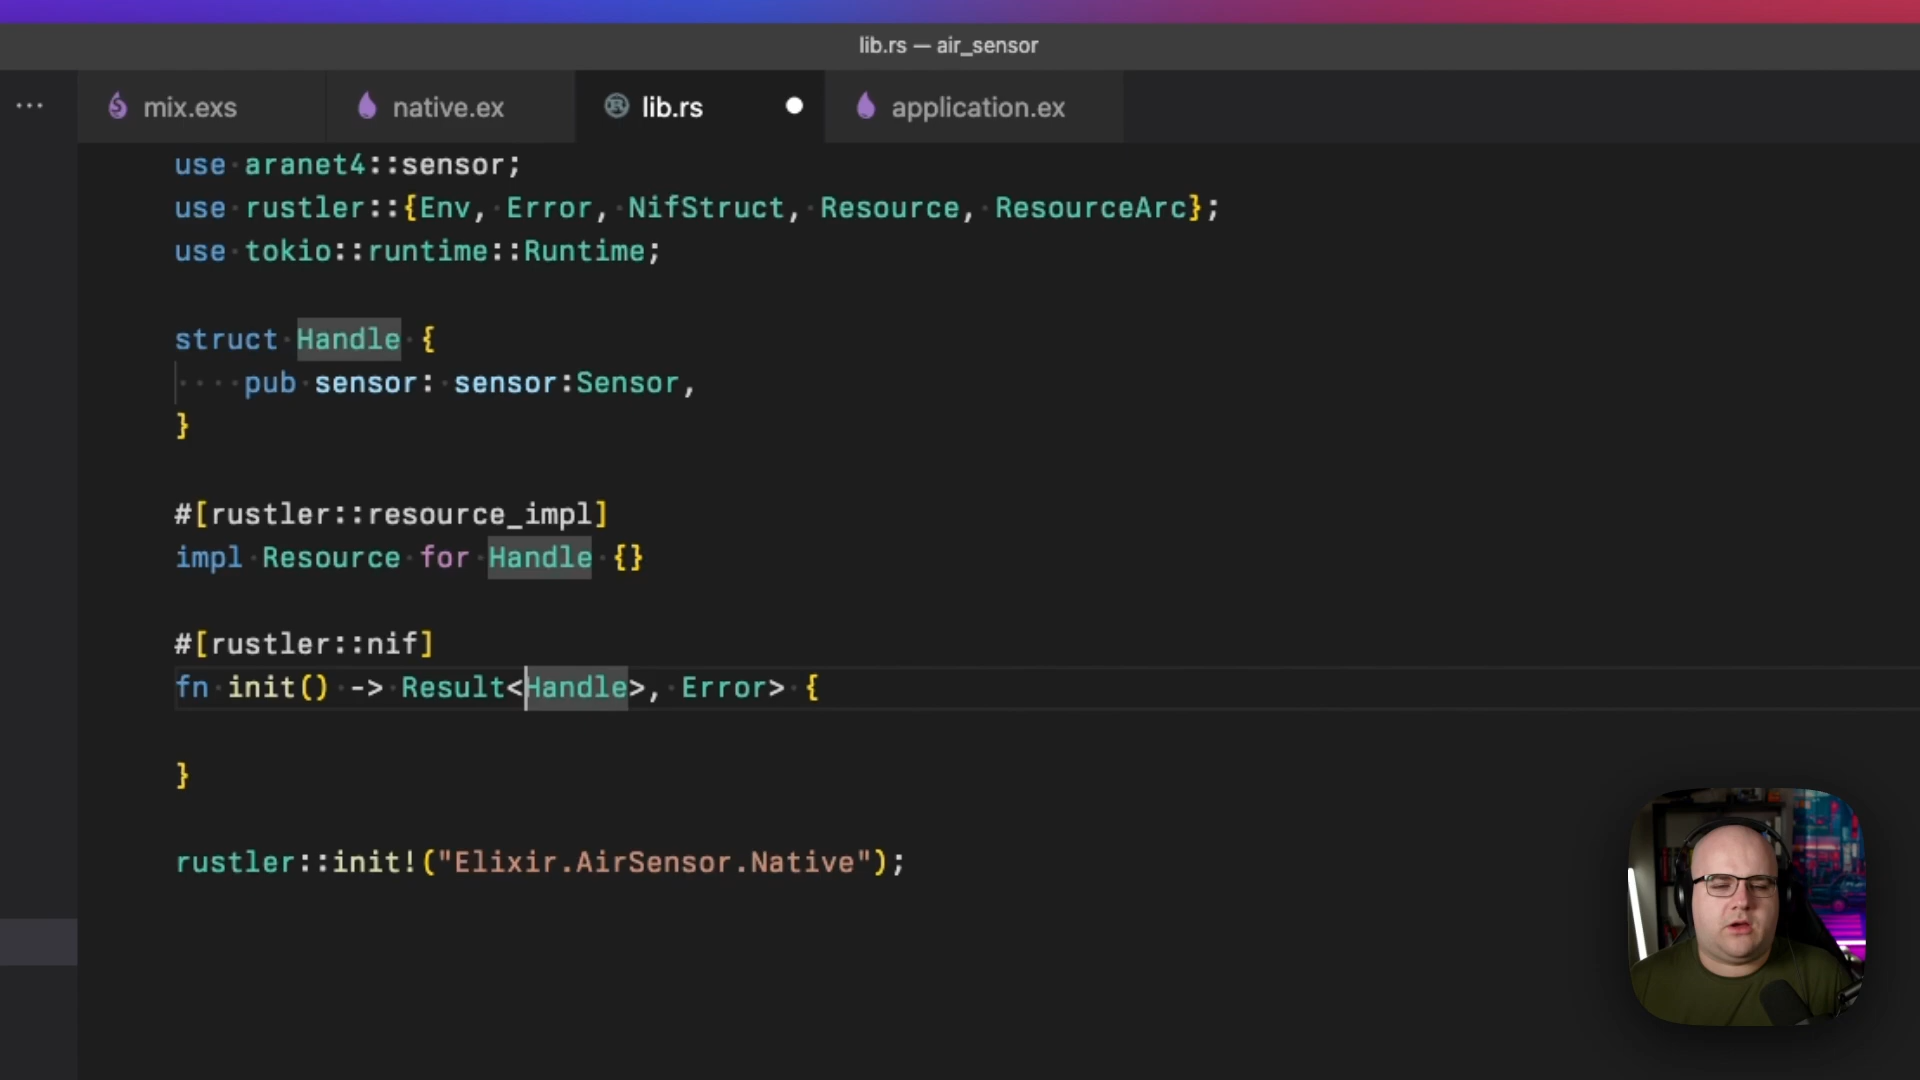 lib.rs — air_sensor
... mix.exs native.ex lib.rs application.ex
use aranet4::sensor;
use rustler::{Env, Error, NifStruct, Resource, ResourceArc};
use tokio::runtime::Runtime;
struct Handle {
pub sensor: sensor:Sensor,
}
#[rustler::resource_impl]
impl Resource for Handle {}
#[rustler::nif]
fn init() -> Result<Handle>, Error> {
}
rustler::init!("Elixir.AirSensor.Native");